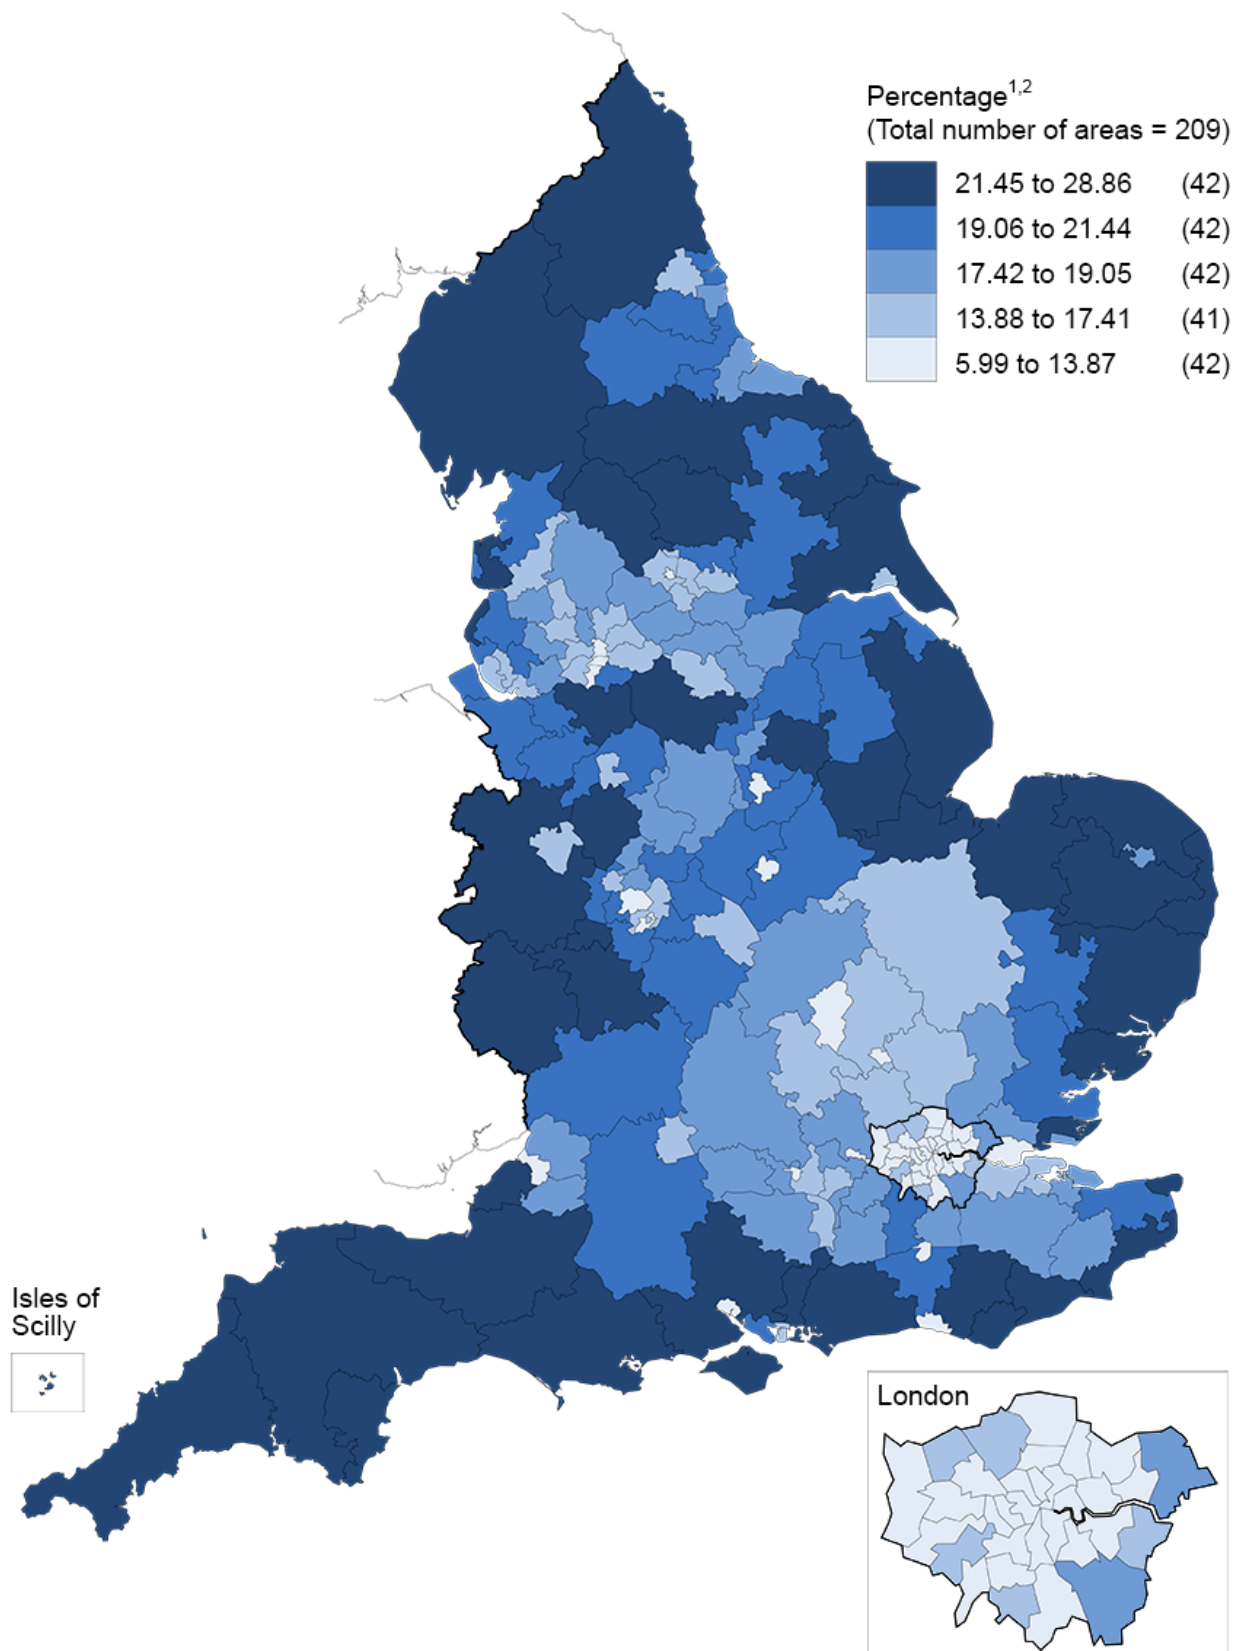 Percentage1,2
(Total number of areas = 209)
21.45 to 28.86 (42)
19.06 to 21.44 (42)
17.42 to 19.05 (42)
13.88 to 17.41 (41)
5.99 to 13.87 (42)
Isles of
Scilly
London